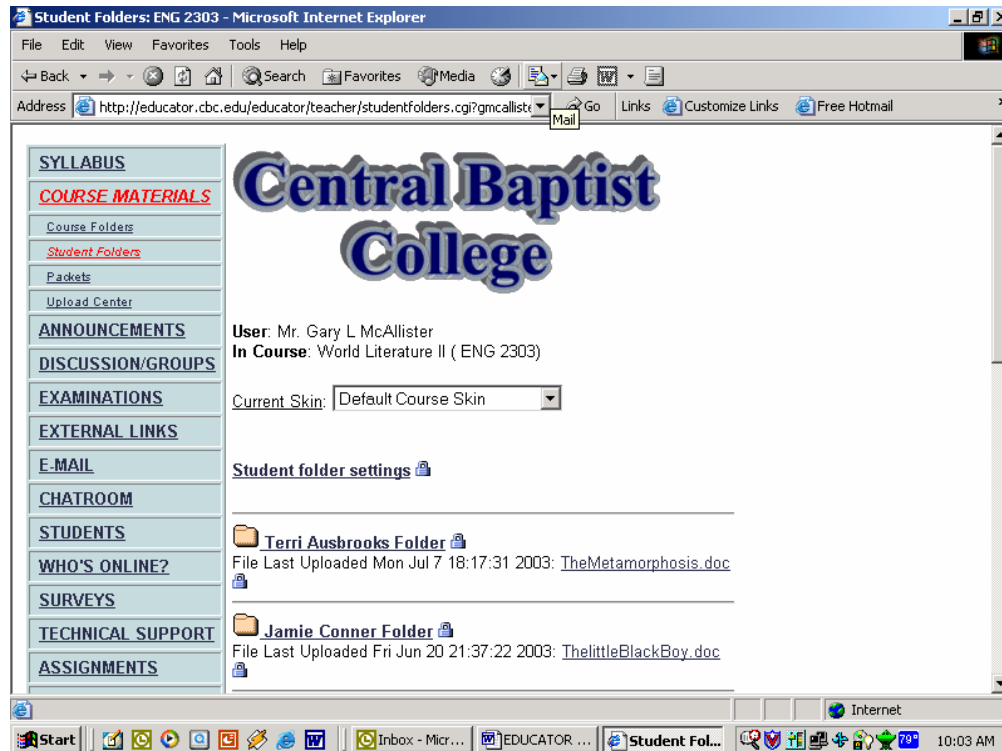 Student Folders: ENG 2303 - Microsoft Internet Explorer
File Edit View Favorites Tools Help
Back Search Favorites Media
Address http://educator.cbc.edu/educator/teacher/studentfolders.cgi?gmcalliste Go Links Customize Links Free Hotmail
Mail
SYLLABUS
COURSE MATERIALS
Course Folders
Student Folders
Packets
Upload Center
ANNOUNCEMENTS
DISCUSSION/GROUPS
EXAMINATIONS
EXTERNAL LINKS
E-MAIL
CHATROOM
STUDENTS
WHO'S ONLINE?
SURVEYS
TECHNICAL SUPPORT
ASSIGNMENTS
Central Baptist
College
User: Mr. Gary L McAllister
In Course: World Literature II ( ENG 2303)
Current Skin: Default Course Skin
Student folder settings
Terri Ausbrooks Folder
File Last Uploaded Mon Jul 7 18:17:31 2003: TheMetamorphosis.doc
Jamie Conner Folder
File Last Uploaded Fri Jun 20 21:37:22 2003: ThelittleBlackBoy.doc
Internet
Start Inbox - Micr... EDUCATOR ... Student Fol... 79° 10:03 AM